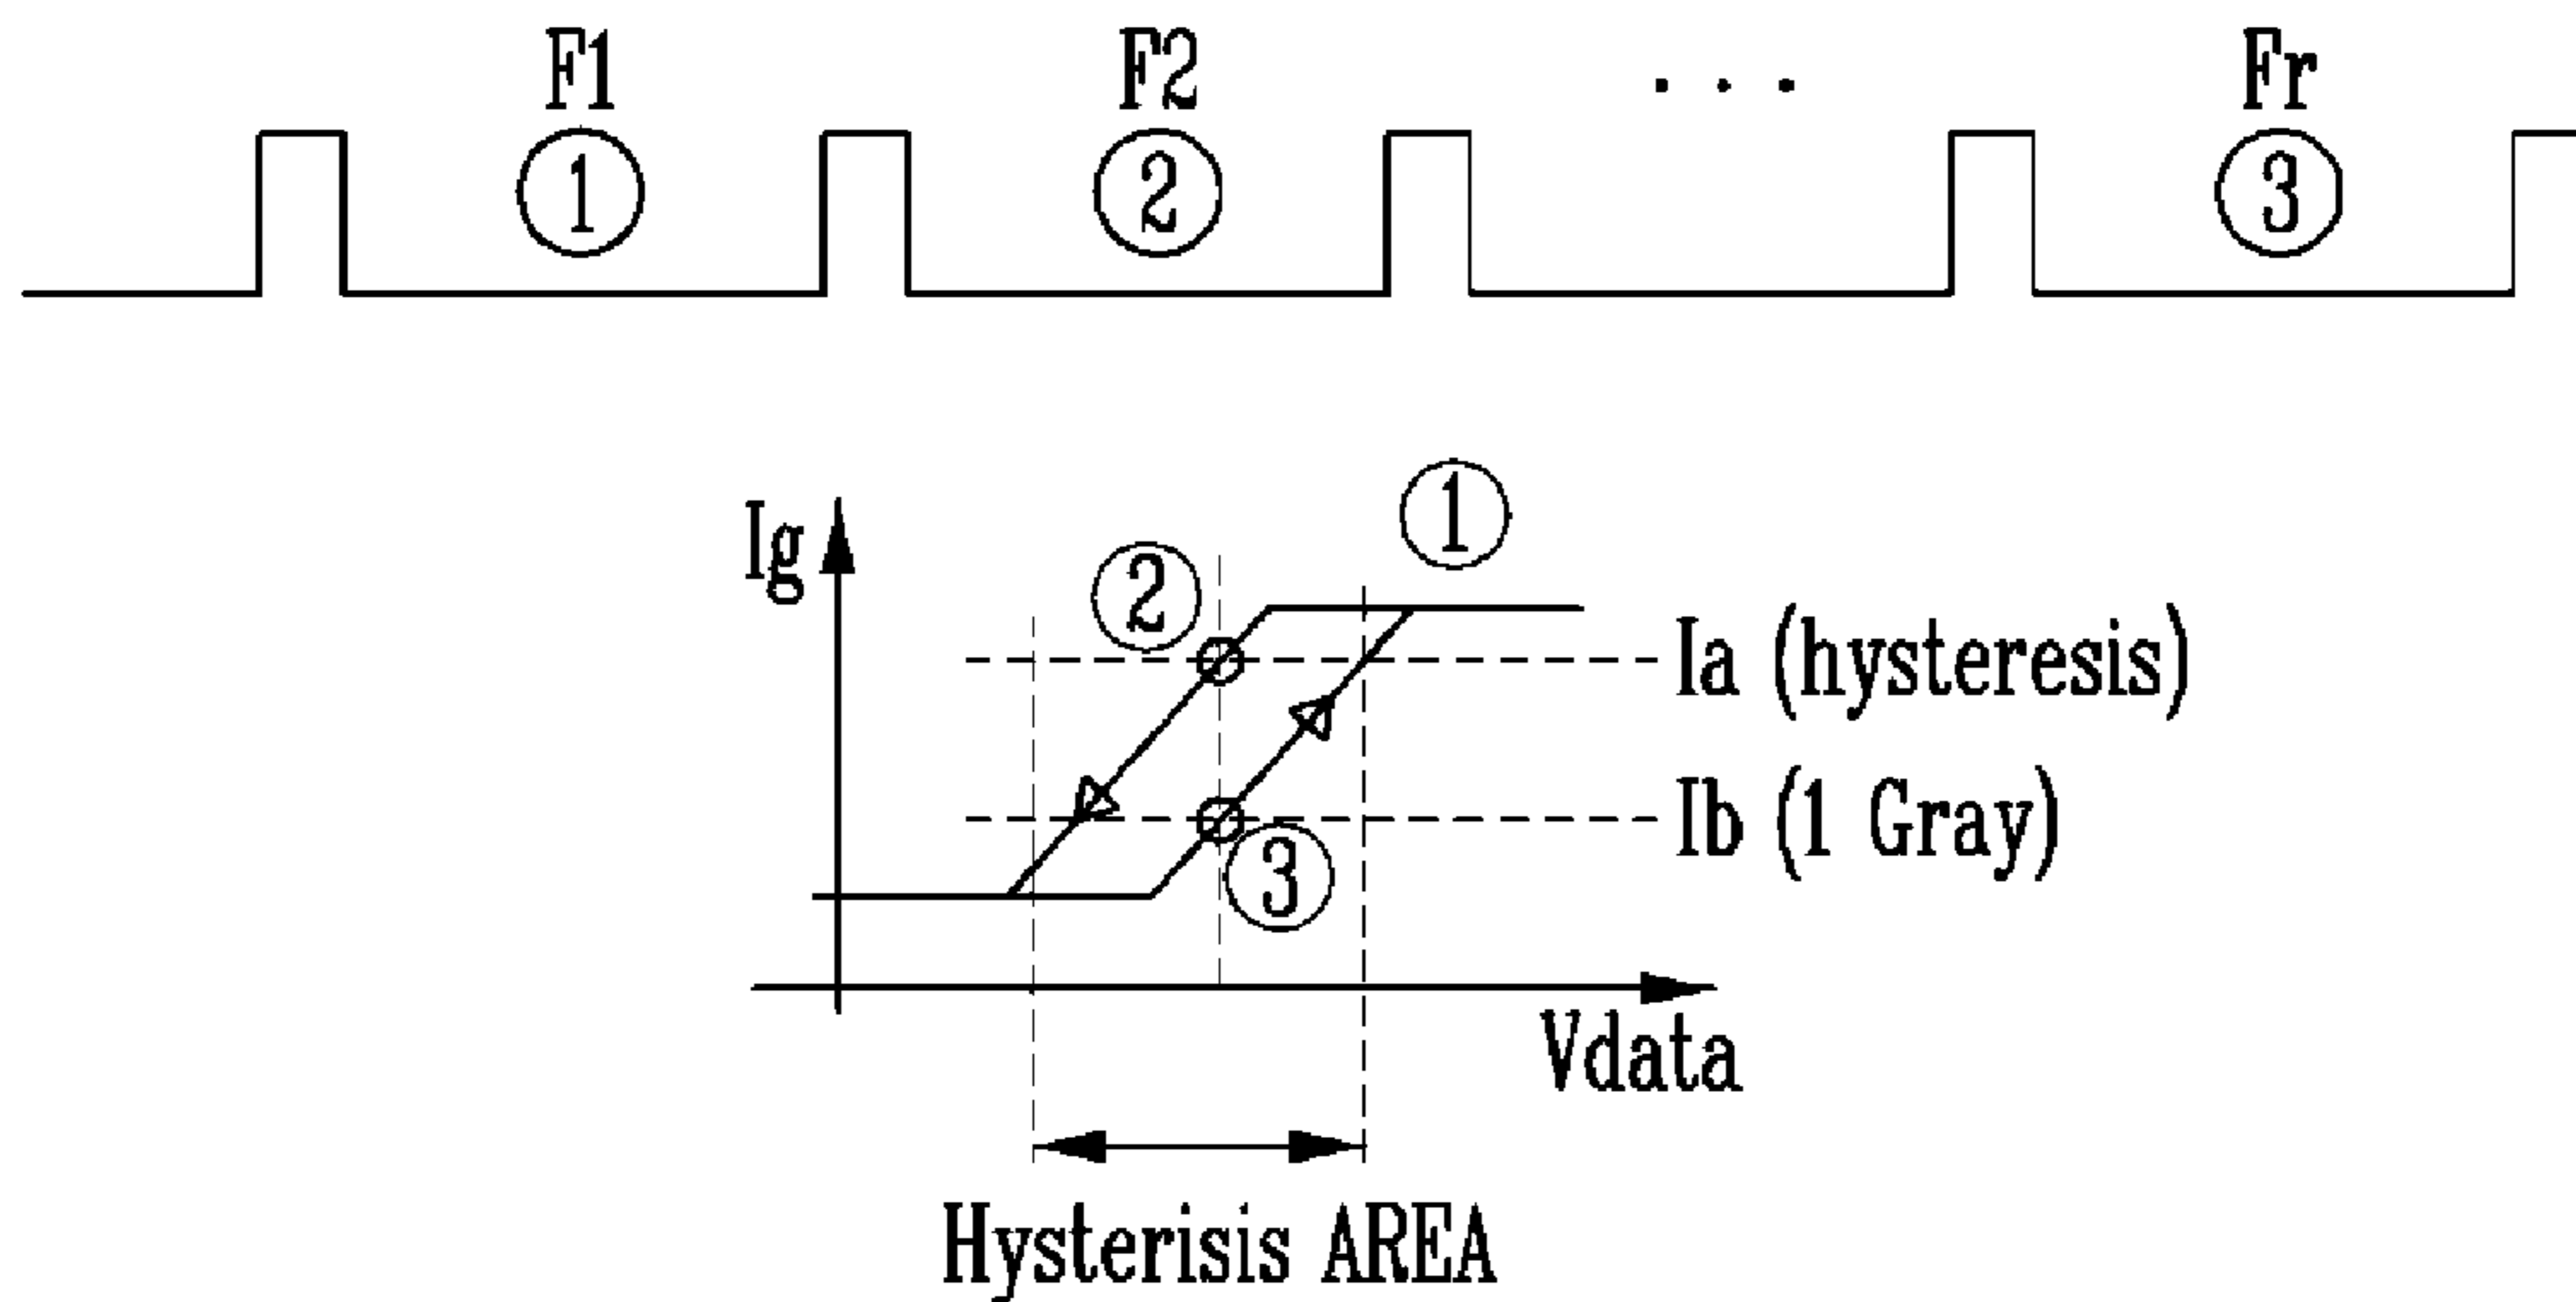 F1 F2 . . . Fr
① ② ③
Ig
①
②
Ia (hysteresis)
Ib (1 Gray)
③
Vdata
Hysterisis AREA